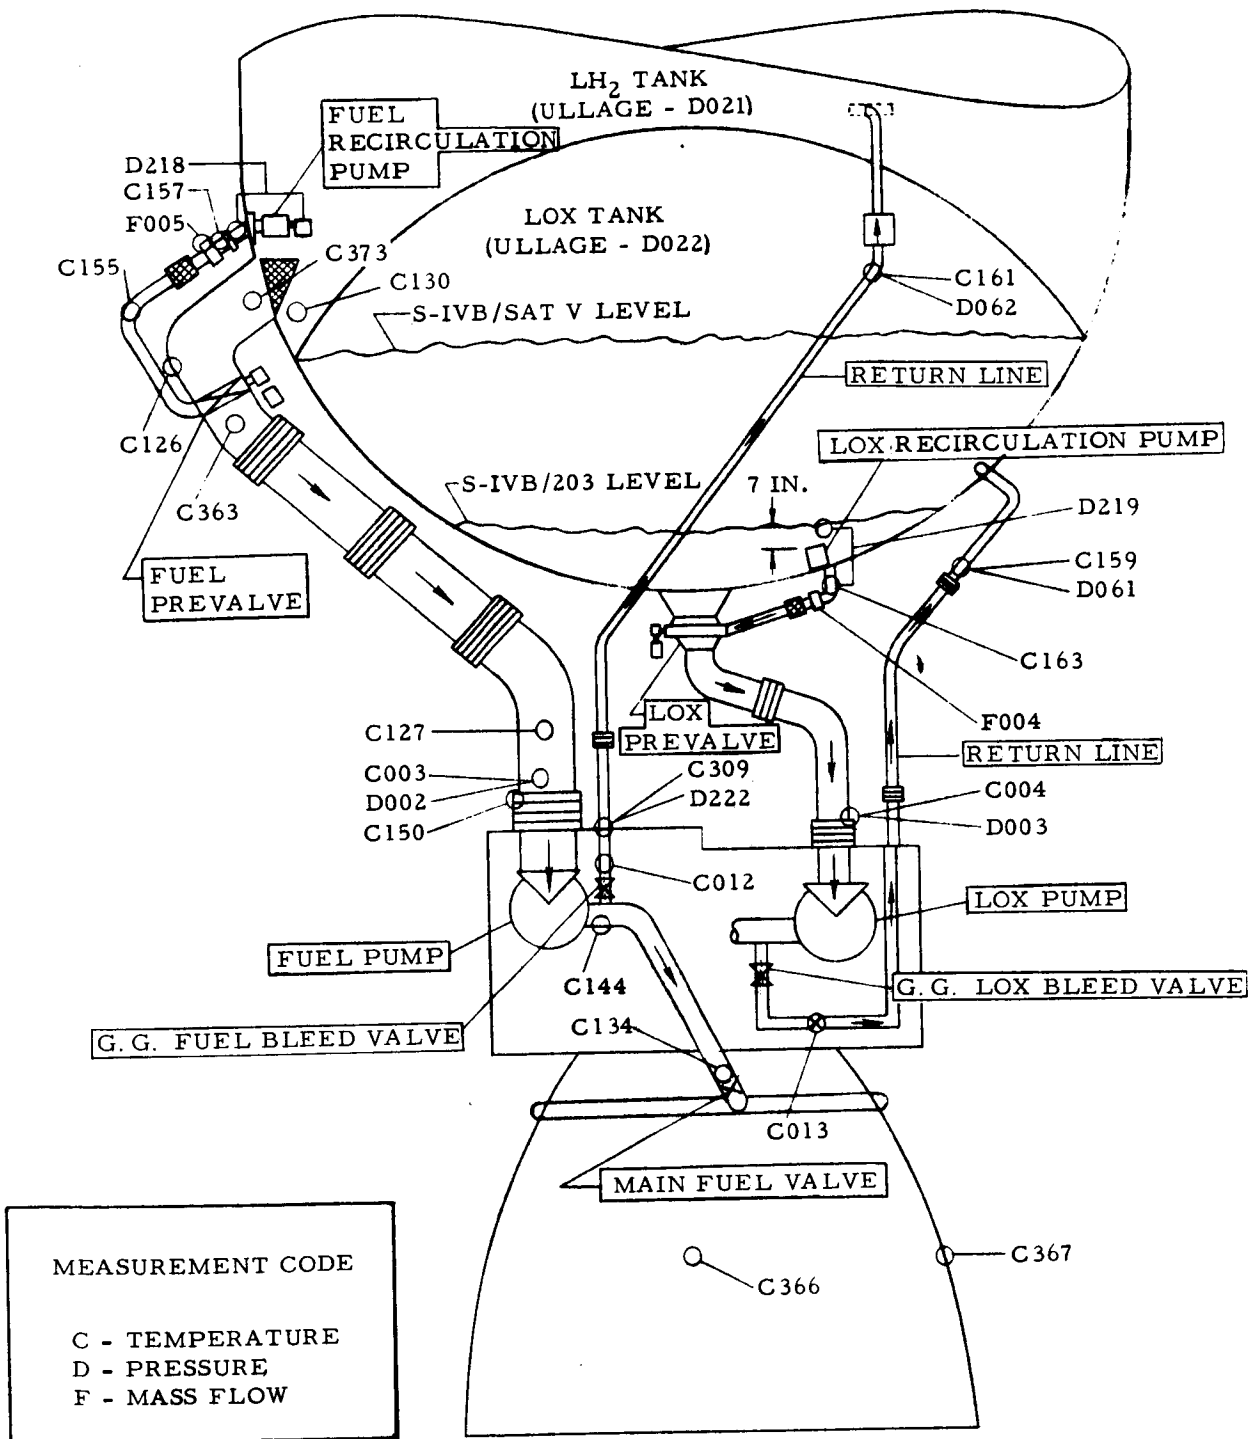 LH2 TANK
(ULLAGE - D021)
FUEL
RECIRCULATION
PUMP
D218
C157
F005
C155
LOX TANK
(ULLAGE - D022)
C373
C130
C161
D062
S-IVB/SAT V LEVEL
RETURN LINE
C126
LOX RECIRCULATION PUMP
C363
S-IVB/203 LEVEL
7 IN.
D219
FUEL
PREVALVE
C159
D061
C163
LOX
PREVALVE
F004
C127
RETURN LINE
C003
D002
C150
C309
D222
C004
D003
C012
LOX PUMP
FUEL PUMP
C144
G.G. LOX BLEED VALVE
C134
G.G. FUEL BLEED VALVE
C013
MAIN FUEL VALVE
C367
C366
MEASUREMENT CODE
C - TEMPERATURE
D - PRESSURE
F - MASS FLOW